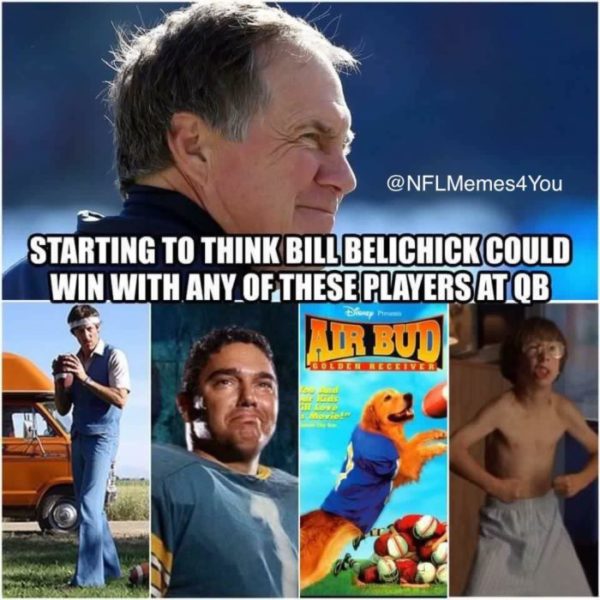 @NFLMemes4You
STARTING TO THINK BILL BELICHICK COULD
WIN WITH ANY OF THESE PLAYERS AT QB
Disney Presents
AIR BUD
GOLDEN RECEIVER